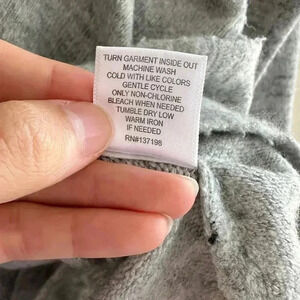 TURN GARMENT INSIDE OUT
MACHINE WASH
COLD WITH LIKE COLORS
GENTLE CYCLE
ONLY NON-CHLORINE
BLEACH WHEN NEEDED
TUMBLE DRY LOW
WARM IRON
IF NEEDED
RN#137198